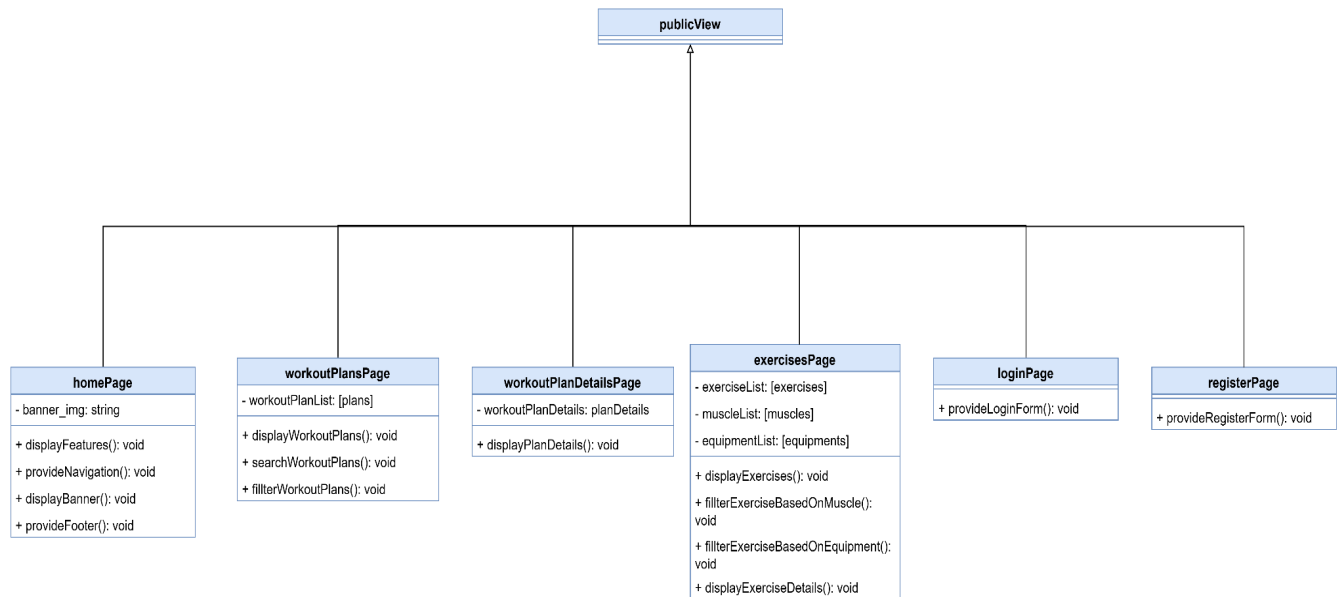 publicView
homePage
- banner_img: string
+ displayFeatures(): void
+ provideNavigation(): void
+ displayBanner(): void
+ provideFooter(): void
workoutPlansPage
- workoutPlanList: [plans]
+ displayWorkoutPlans(): void
+ searchWorkoutPlans(): void
+ fillterWorkoutPlans(): void
workoutPlanDetailsPage
- workoutPlanDetails: planDetails
+ displayPlanDetails(): void
exercisesPage
- exerciseList: [exercises]
- muscleList: [muscles]
- equipmentList: [equipments]
+ displayExercises(): void
+ fillterExerciseBasedOnMuscle():
void
+ fillterExerciseBasedOnEquipment():
void
+ displayExerciseDetails(): void
loginPage
+ provideLoginForm(): void
registerPage
+ provideRegisterForm(): void